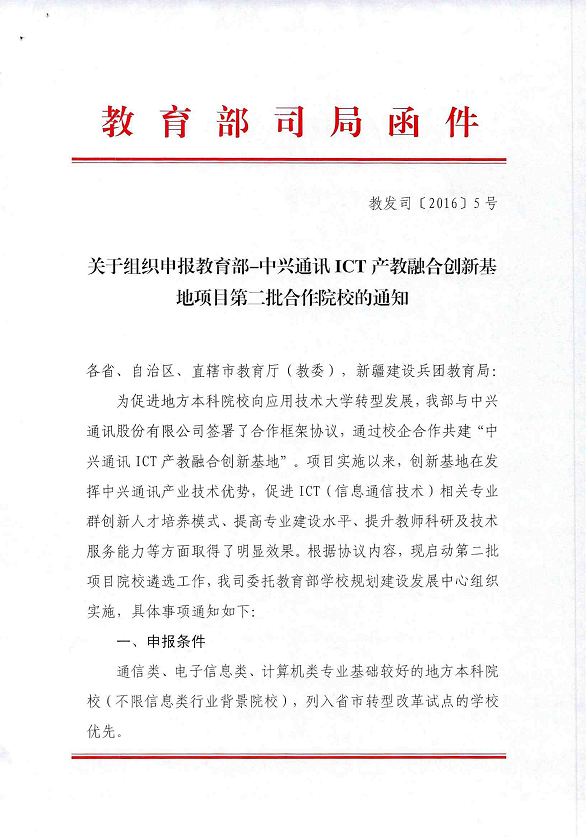 教育部司局函件
教发司〔2016〕5号
关于组织申报教育部-中兴通讯 ICT 产教融合创新基
地项目第二批合作院校的通知
各省、自治区、直辖市教育厅（教委），新疆建设兵团教育局：
为促进地方本科院校向应用技术大学转型发展，我部与中兴
通讯股份有限公司签署了合作框架协议，通过校企合作共建“中
兴通讯 ICT 产教融合创新基地”。项目实施以来，创新基地在发
挥中兴通讯产业技术优势，促进 ICT（信息通信技术）相关专业
群创新人才培养模式、提高专业建设水平、提升教师科研及技术
服务能力等方面取得了明显效果。根据协议内容，现启动第二批
项目院校遴选工作，我司委托教育部学校规划建设发展中心组织
实施，具体事项通知如下：
一、申报条件
通信类、电子信息类、计算机类专业基础较好的地方本科院
校（不限信息类行业背景院校），列入省市转型改革试点的学校
优先。